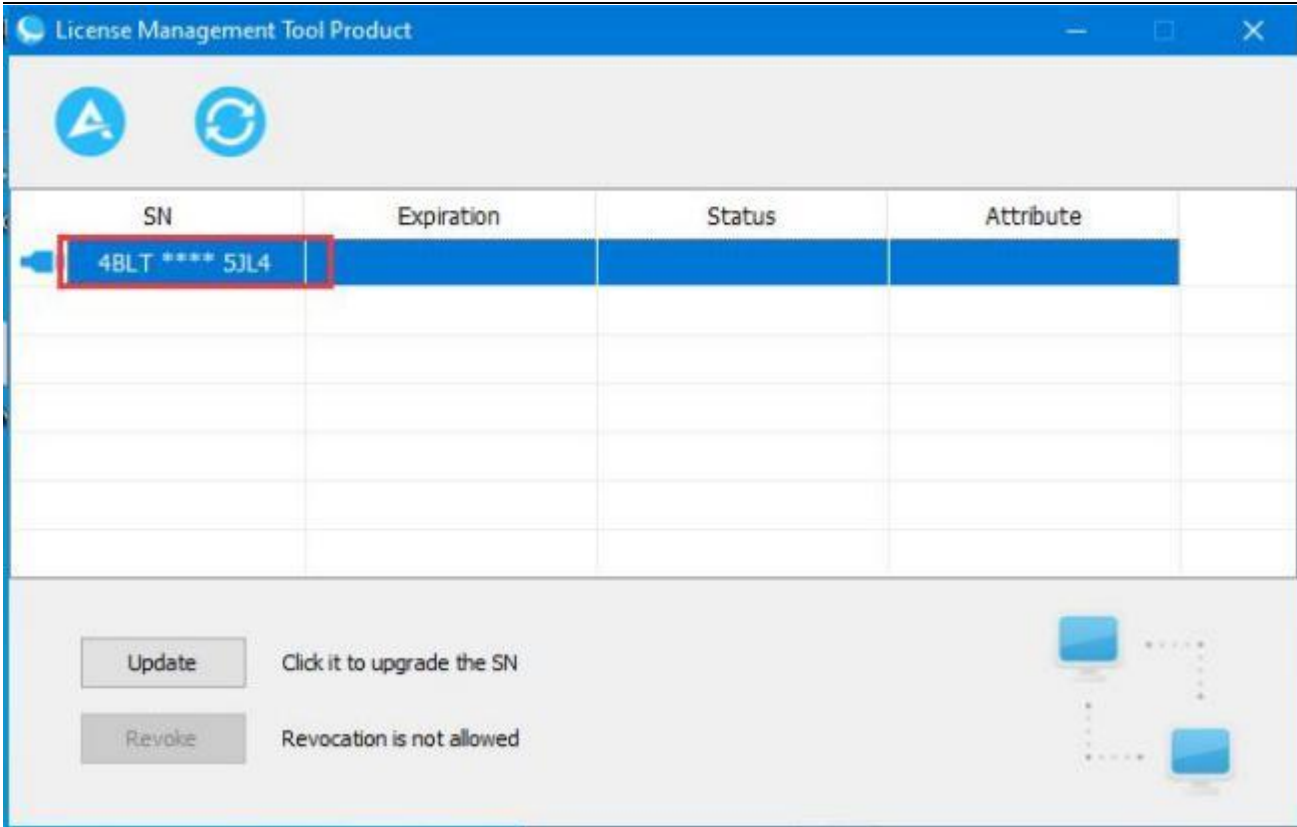 License Management Tool Product
SN Expiration Status Attribute
4BLT **** 5JL4
Update Click it to upgrade the SN
Revoke Revocation is not allowed